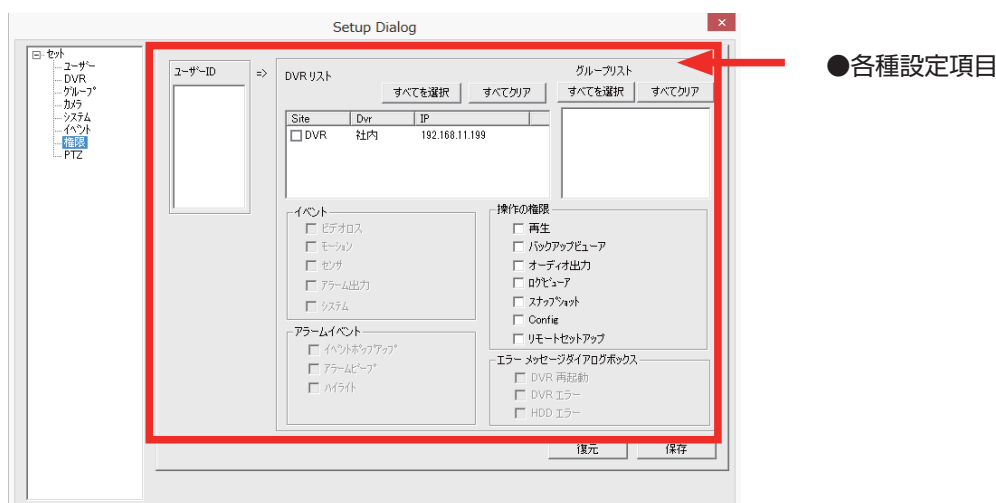 Setup Dialog
×
セット
ユーザー
DVR
グループ
カメラ
システム
イベント
権限
PTZ
ユーザーID
=>
DVR リスト
すべてを選択 すべてクリア
Site Dvr IP
DVR 社内 192.168.11.199
グループリスト
すべてを選択 すべてクリア
イベント
ビデオロス
モーション
センサ
アラーム出力
システム
アラームイベント
イベントポップアップ
アラームビープ
ハイライト
操作の権限
再生
バックアップビューア
オーディオ出力
ログビューア
スナップショット
Config
リモートセットアップ
エラー メッセージダイアログボックス
DVR 再起動
DVR エラー
HDD エラー
復元 保存
●各種設定項目